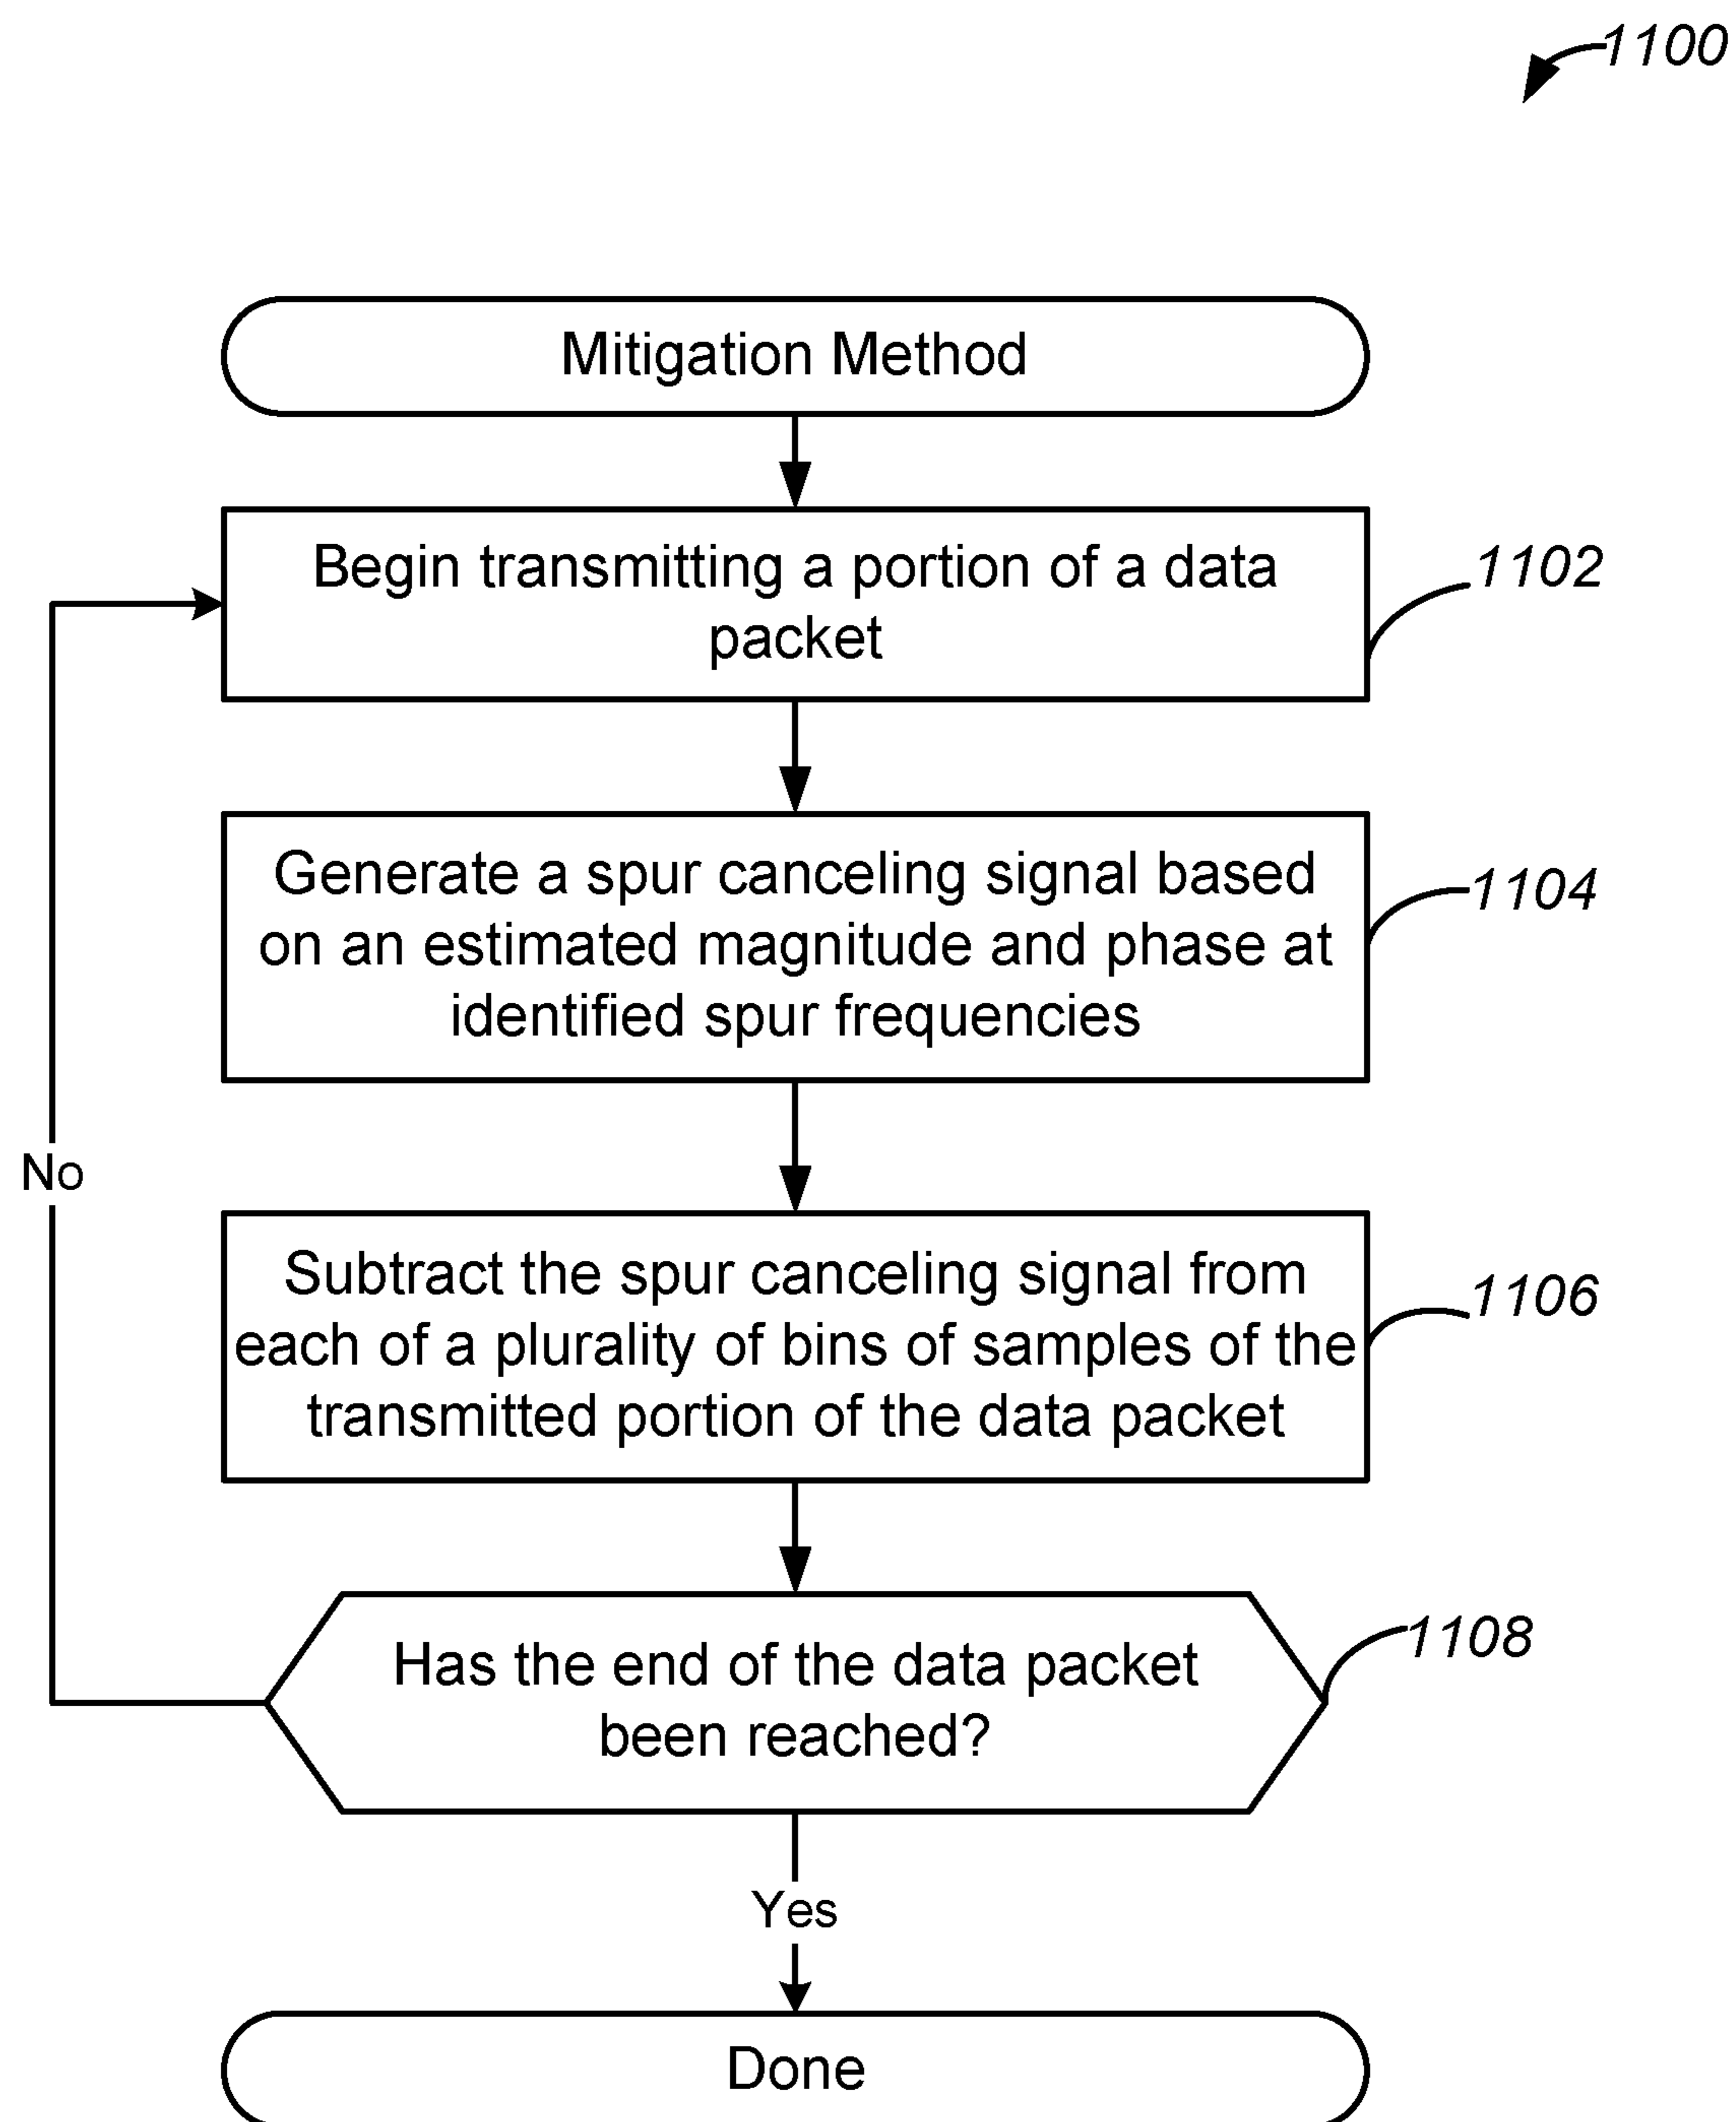 1100
Mitigation Method
Begin transmitting a portion of a data
packet
1102
Generate a spur canceling signal based
on an estimated magnitude and phase at
identified spur frequencies
1104
Subtract the spur canceling signal from
each of a plurality of bins of samples of the
transmitted portion of the data packet
1106
No
Has the end of the data packet
been reached?
1108
Yes
Done